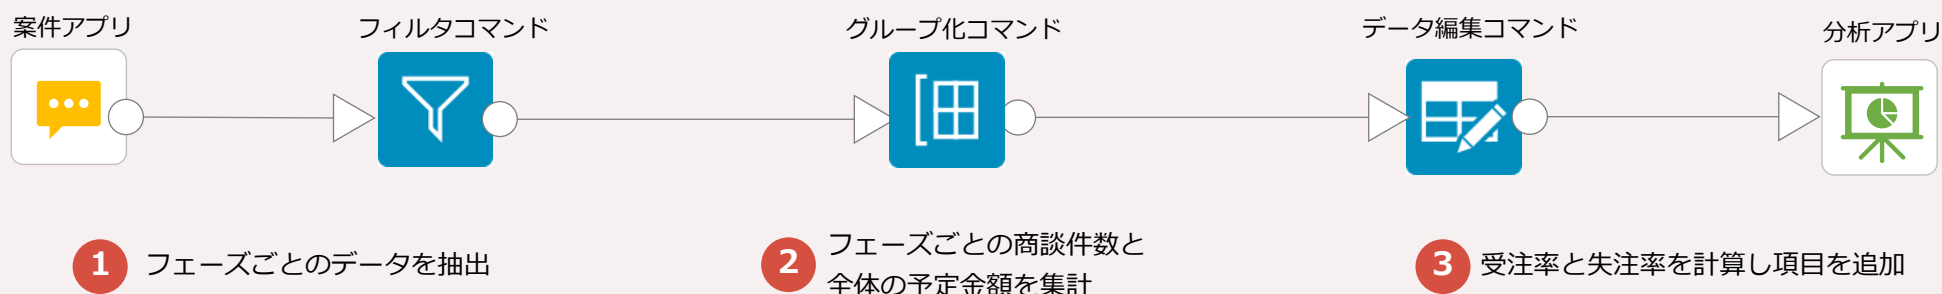 案件アプリ
フィルタコマンド
グループ化コマンド
データ編集コマンド
分析アプリ
1 フェーズごとのデータを抽出
2 フェーズごとの商談件数と
全体の予定金額を集計
3 受注率と失注率を計算し項目を追加